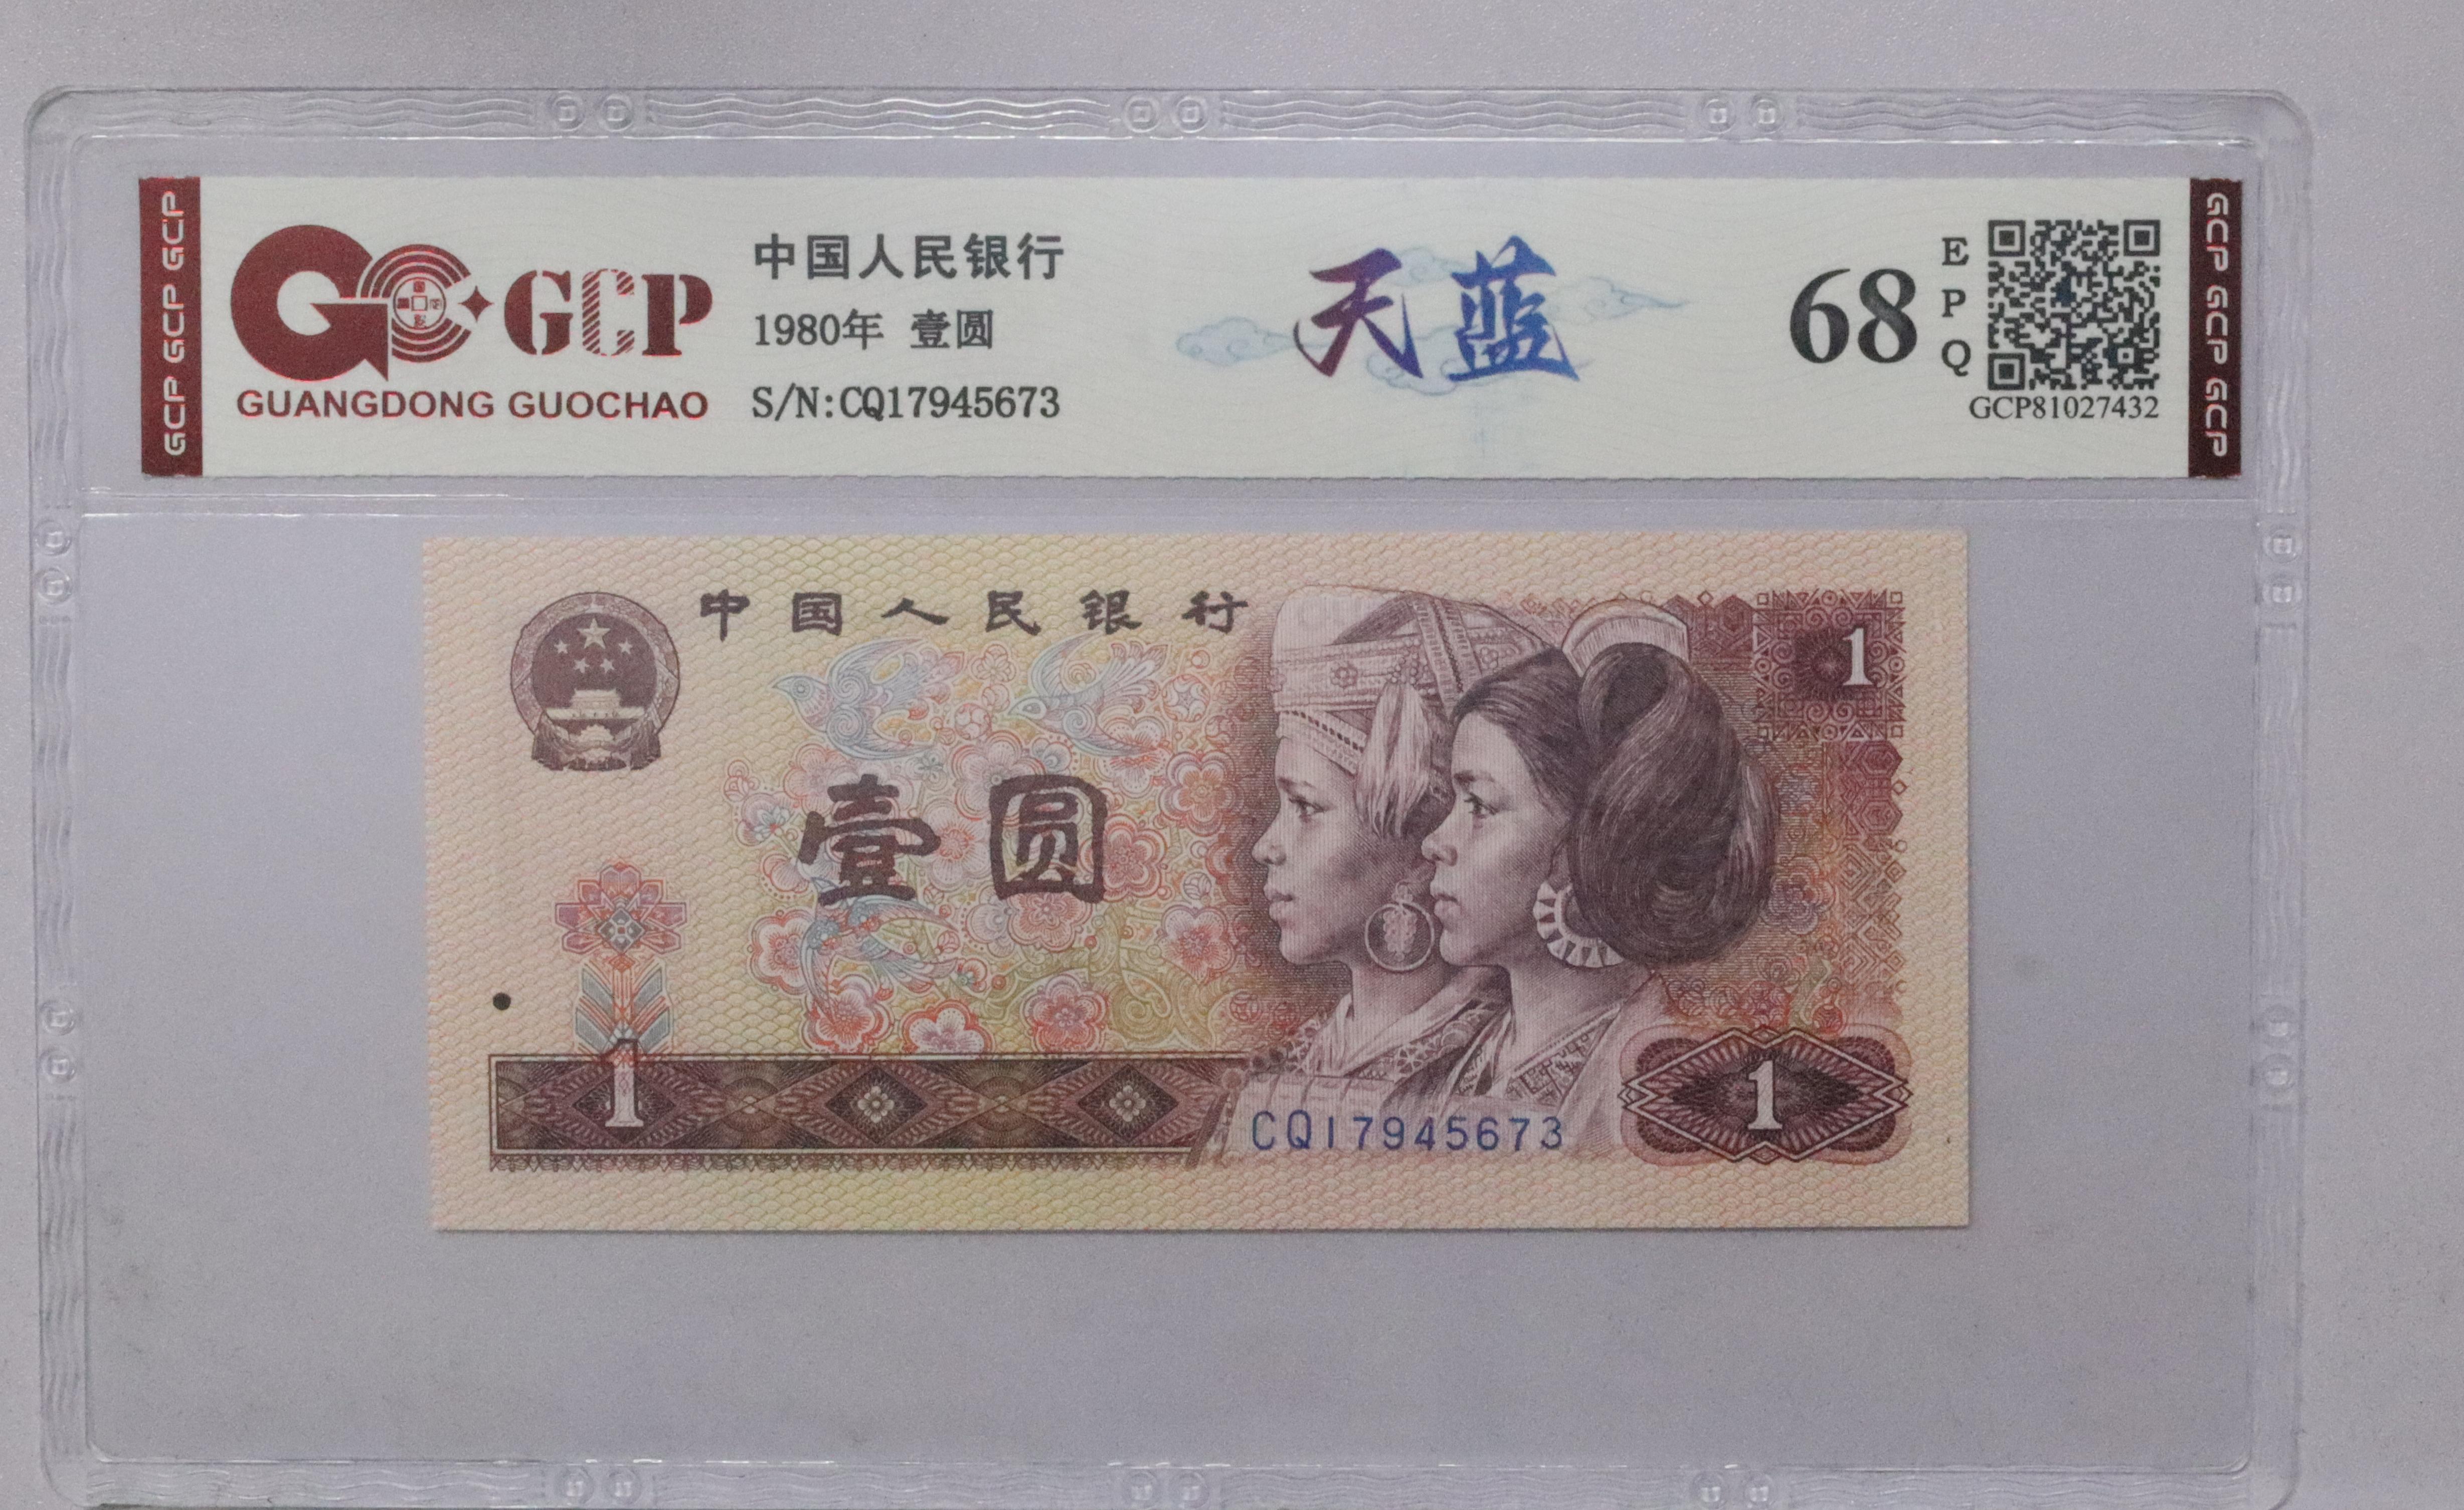 GCP GCP GCP
GCP
GUANGDONG GUOCHAO
中国人民银行
1980年 壹圆
S/N:CQ17945673
天蓝
68
EPQ
GCP81027432
GCP GCP GCP
中国人民银行
1
壹圆
1
CQ17945673
1